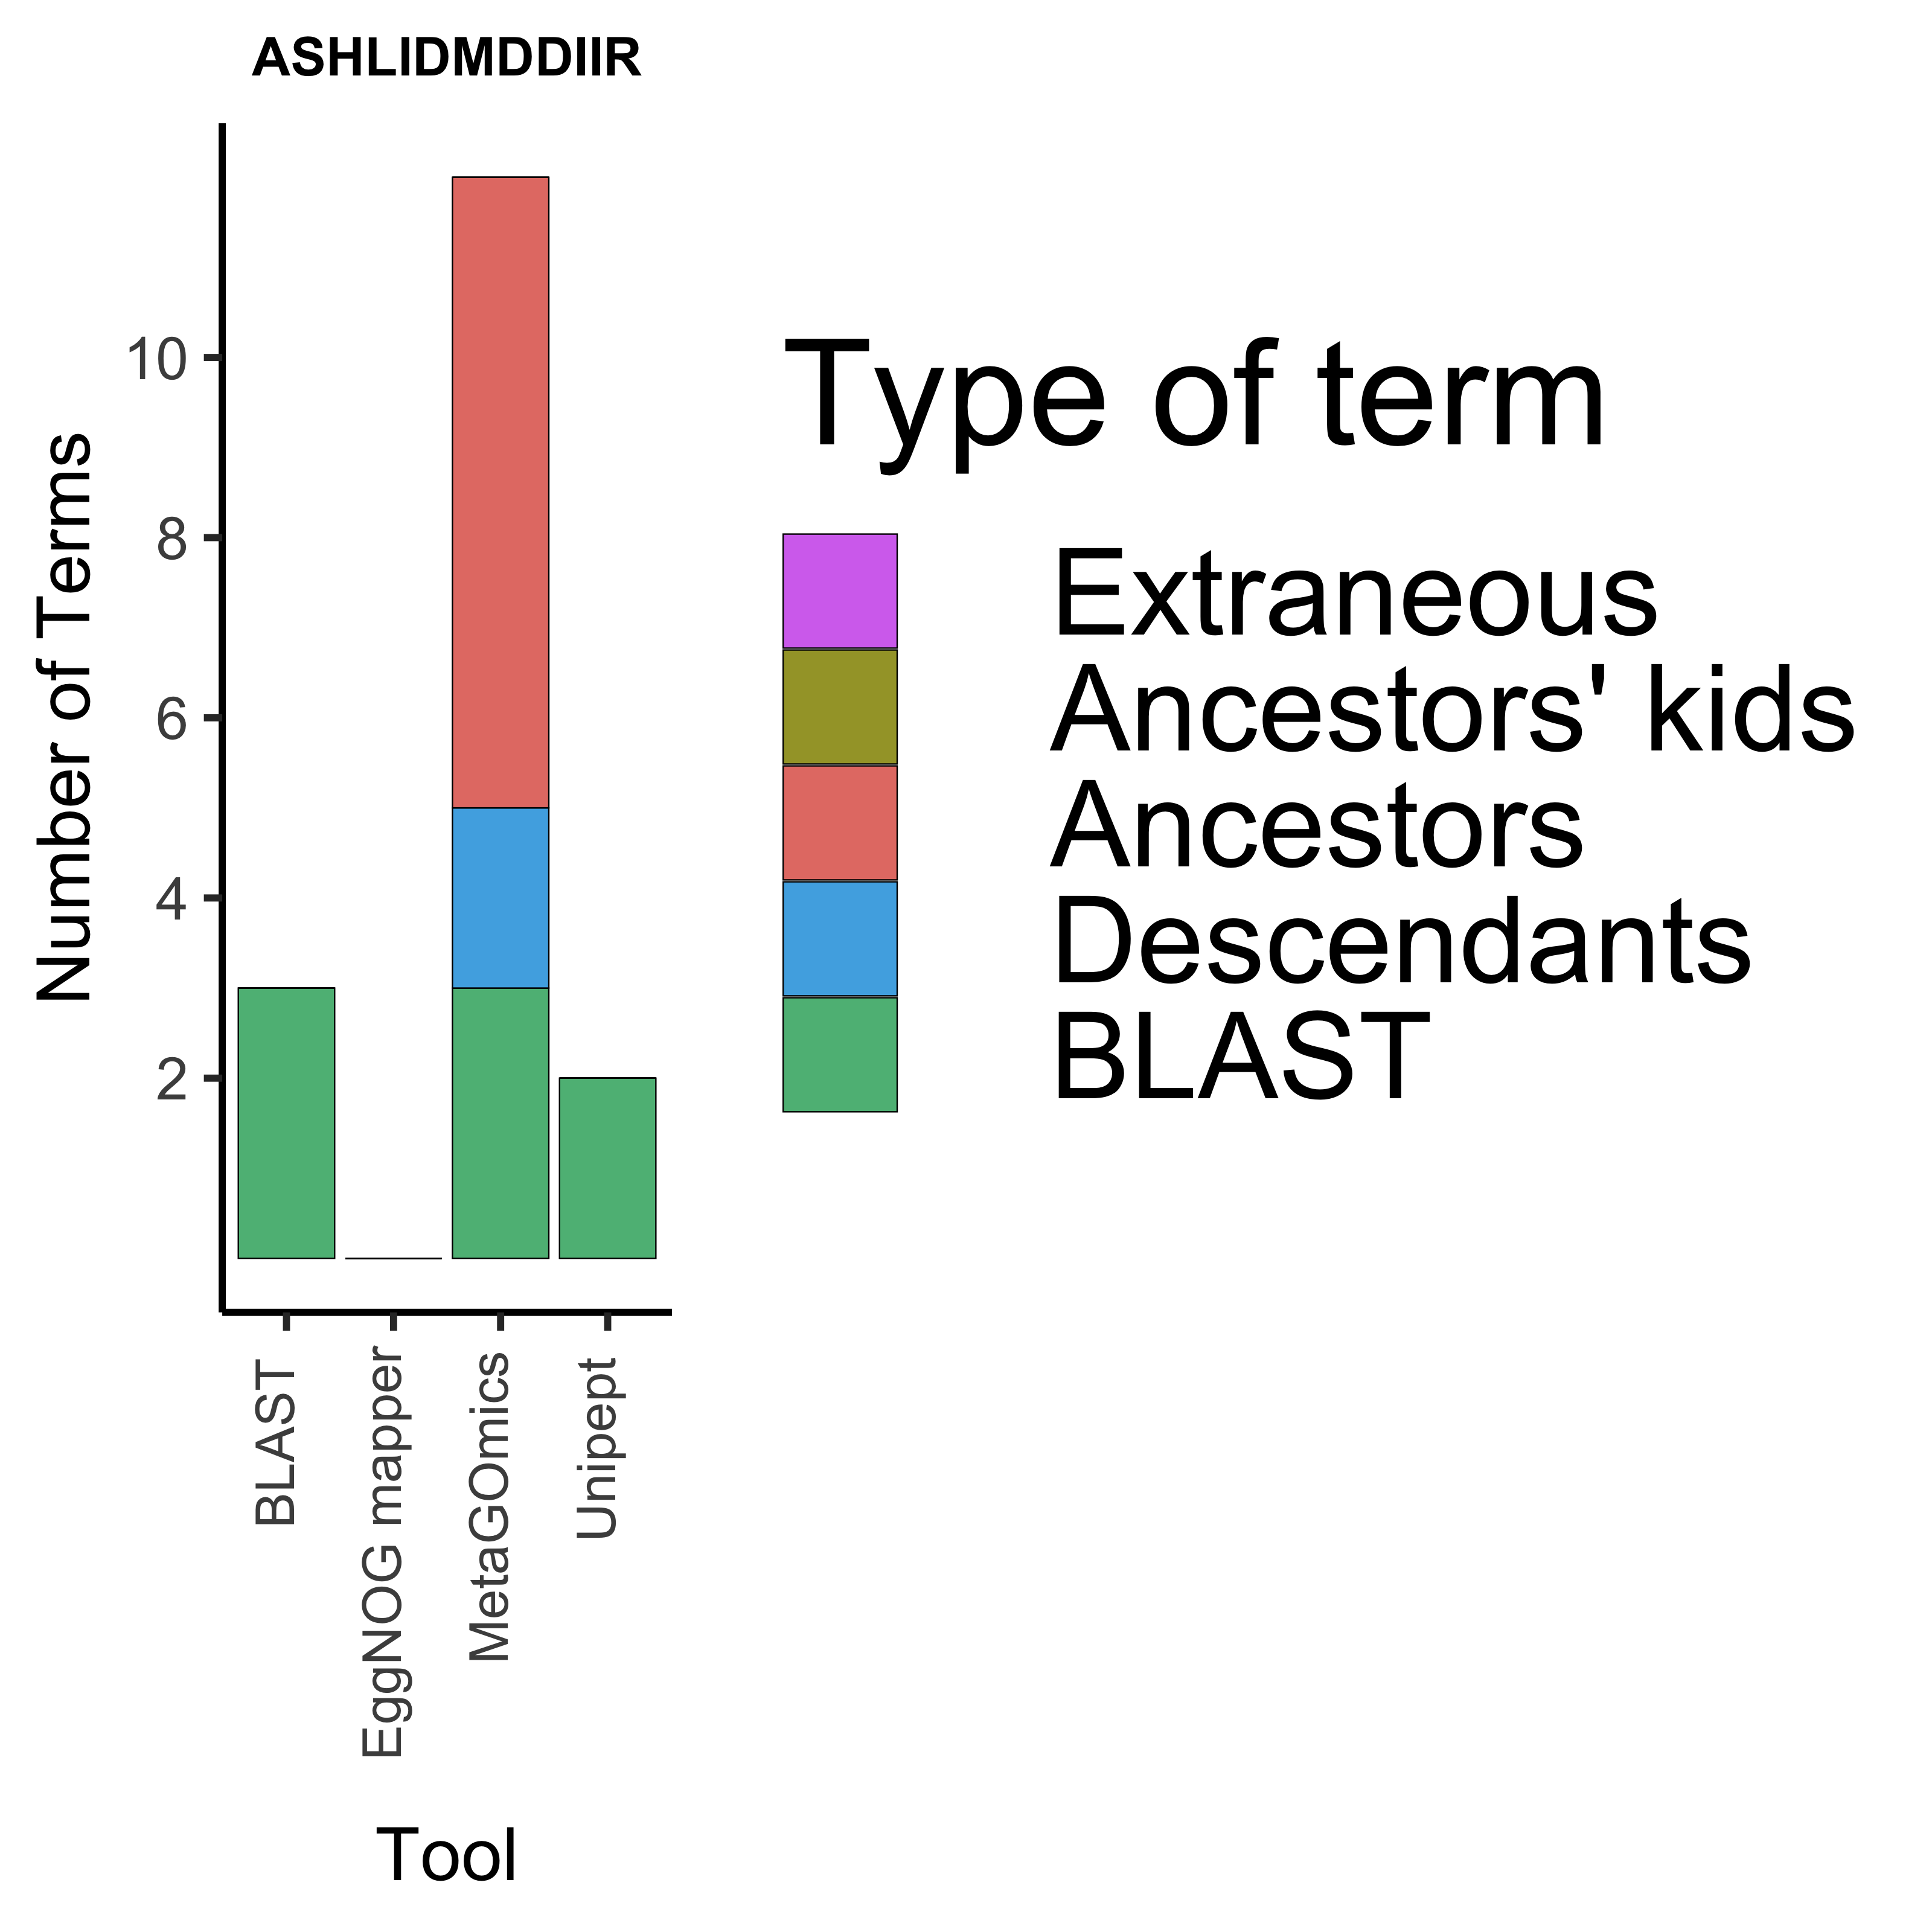 ASHLIDMDDIIR
Number of Terms
10
8
6
4
2
BLAST
EggNOG mapper
MetaGOmics
Unipept
Tool
Type of term
Extraneous
Ancestors' kids
Ancestors
Descendants
BLAST